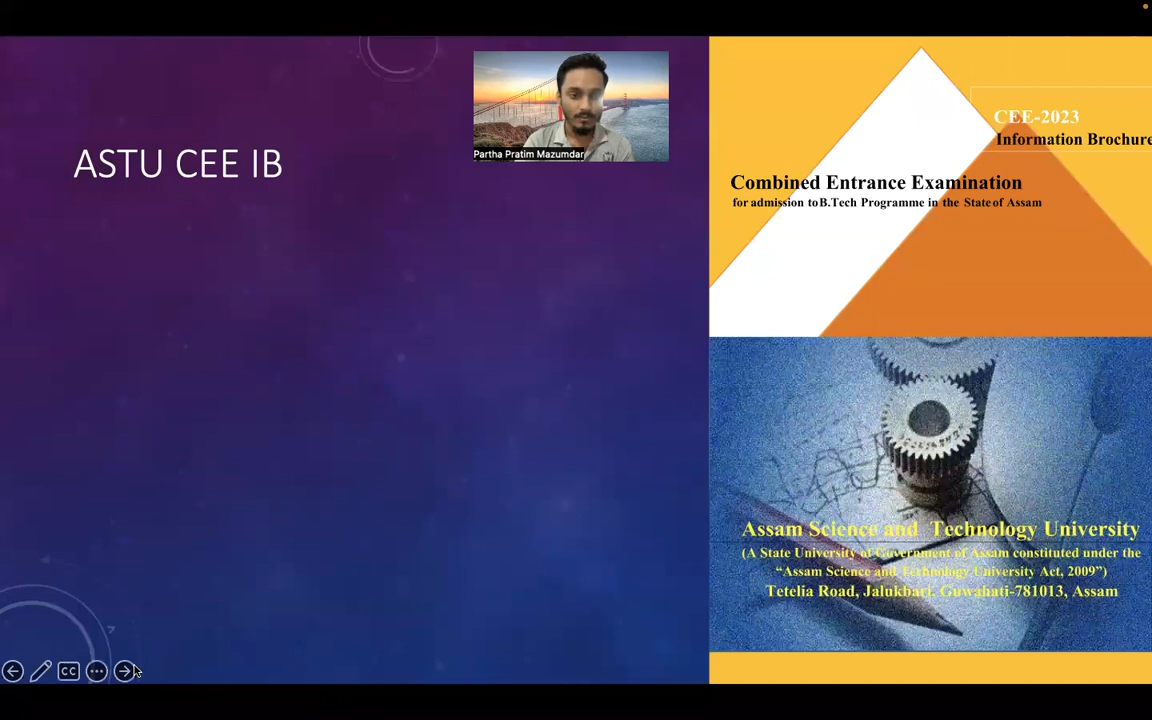 ASTU CEE IB
Partha Pratim Mazumdar
CEE-2023
Information Brochure
Combined Entrance Examination
for admission to B.Tech Programme in the State of Assam
Assam Science and Technology University
(A State University of Government of Assam constituted under the
“Assam Science and Technology University Act, 2009”)
Tetelia Road, Jalukbari, Guwahati-781013, Assam
CC